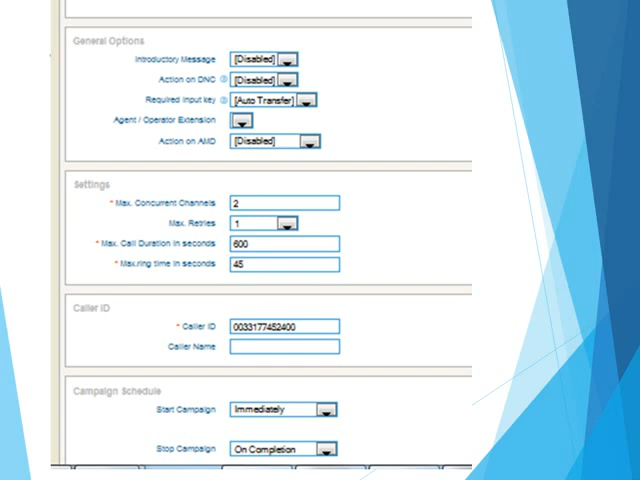 General Options
Introductory Message [Disabled]
Action on DNC [Disabled]
Required Input key [Auto Transfer]
Agent / Operator Extension
Action on AMD [Disabled]
Settings
* Max. Concurrent Channels 2
Max. Retries 1
* Max. Call Duration in seconds 600
* Max.ring time in seconds 45
Caller ID
* Caller ID 0033177452400
Caller Name
Campaign Schedule
Start Campaign Immediately
Stop Campaign On Completion